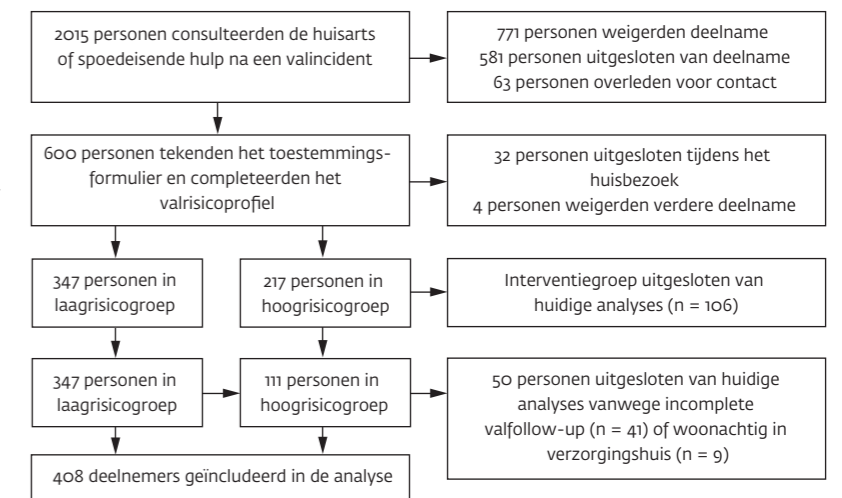 2015 personen consulteerden de huisarts
of spoedeisende hulp na een valincident
771 personen weigerden deelname
581 personen uitgesloten van deelname
63 personen overleden voor contact
600 personen tekenden het toestemmings-
formulier en completeerden het
valrisicoprofiel
32 personen uitgesloten tijdens het
huisbezoek
4 personen weigerden verdere deelname
347 personen in
laagrisicogroep
217 personen in
hoogrisicogroep
Interventiegroep uitgesloten van
huidige analyses (n = 106)
347 personen in
laagrisicogroep
111 personen in
hoogrisicogroep
50 personen uitgesloten van huidige
analyses vanwege incomplete
valfollow-up (n = 41) of woonachtig in
verzorgingshuis (n = 9)
408 deelnemers geïncludeerd in de analyse